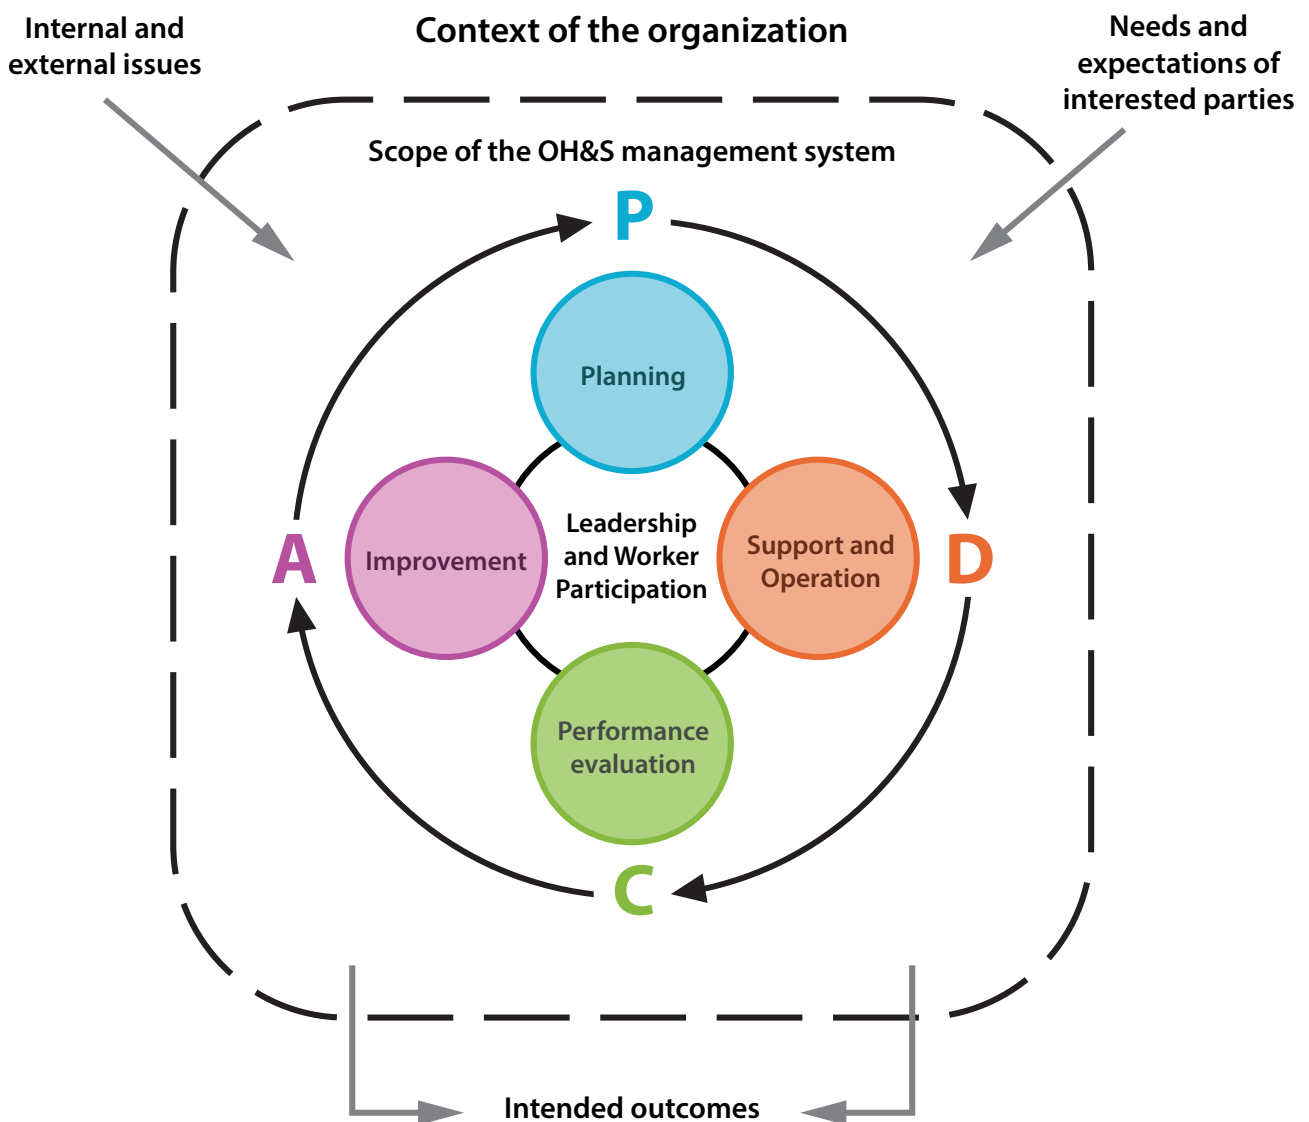 Internal and
external issues
Context of the organization
Needs and
expectations of
interested parties
Scope of the OH&S management system
P
Planning
A
Improvement
Leadership
and Worker
Participation
Support and
Operation
D
Performance
evaluation
C
Intended outcomes